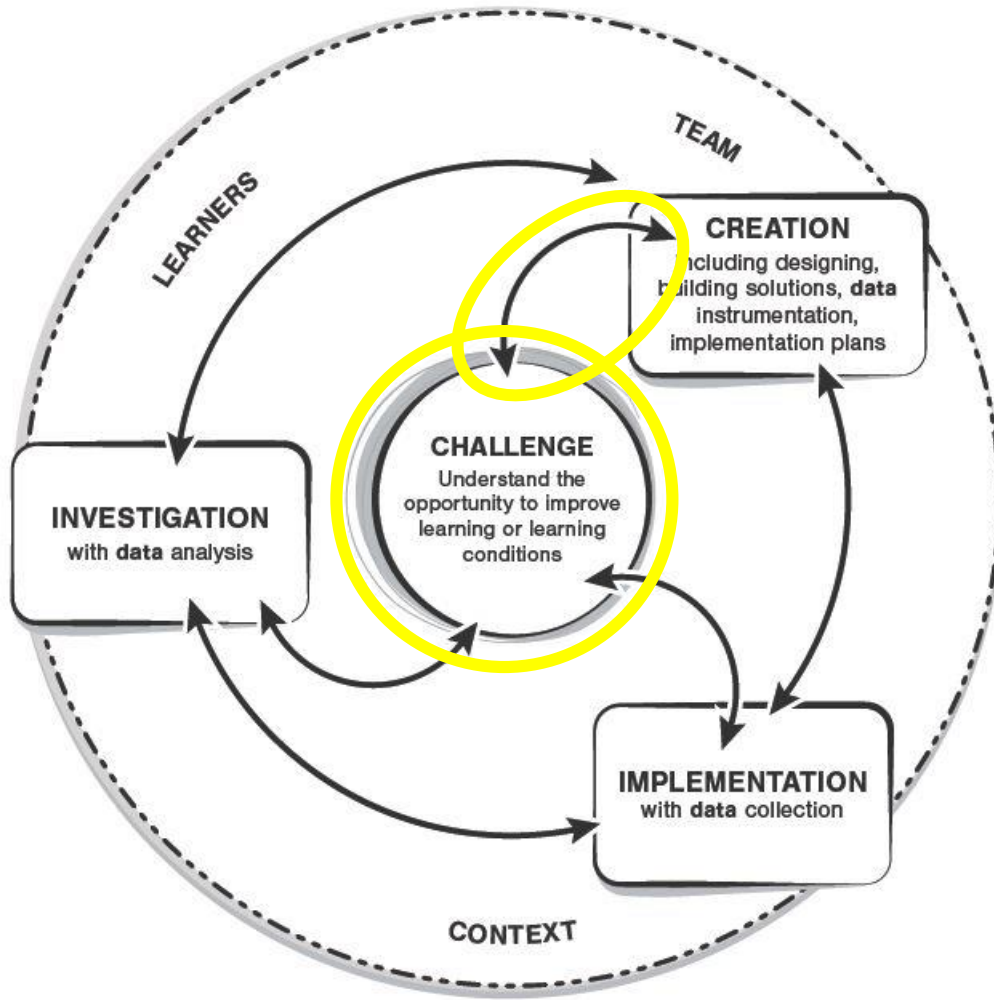 TEAM
LEARNERS
CREATION
including designing,
building solutions, data
instrumentation,
implementation plans
CHALLENGE
Understand the
opportunity to improve
learning or learning
conditions
INVESTIGATION
with data analysis
IMPLEMENTATION
with data collection
CONTEXT